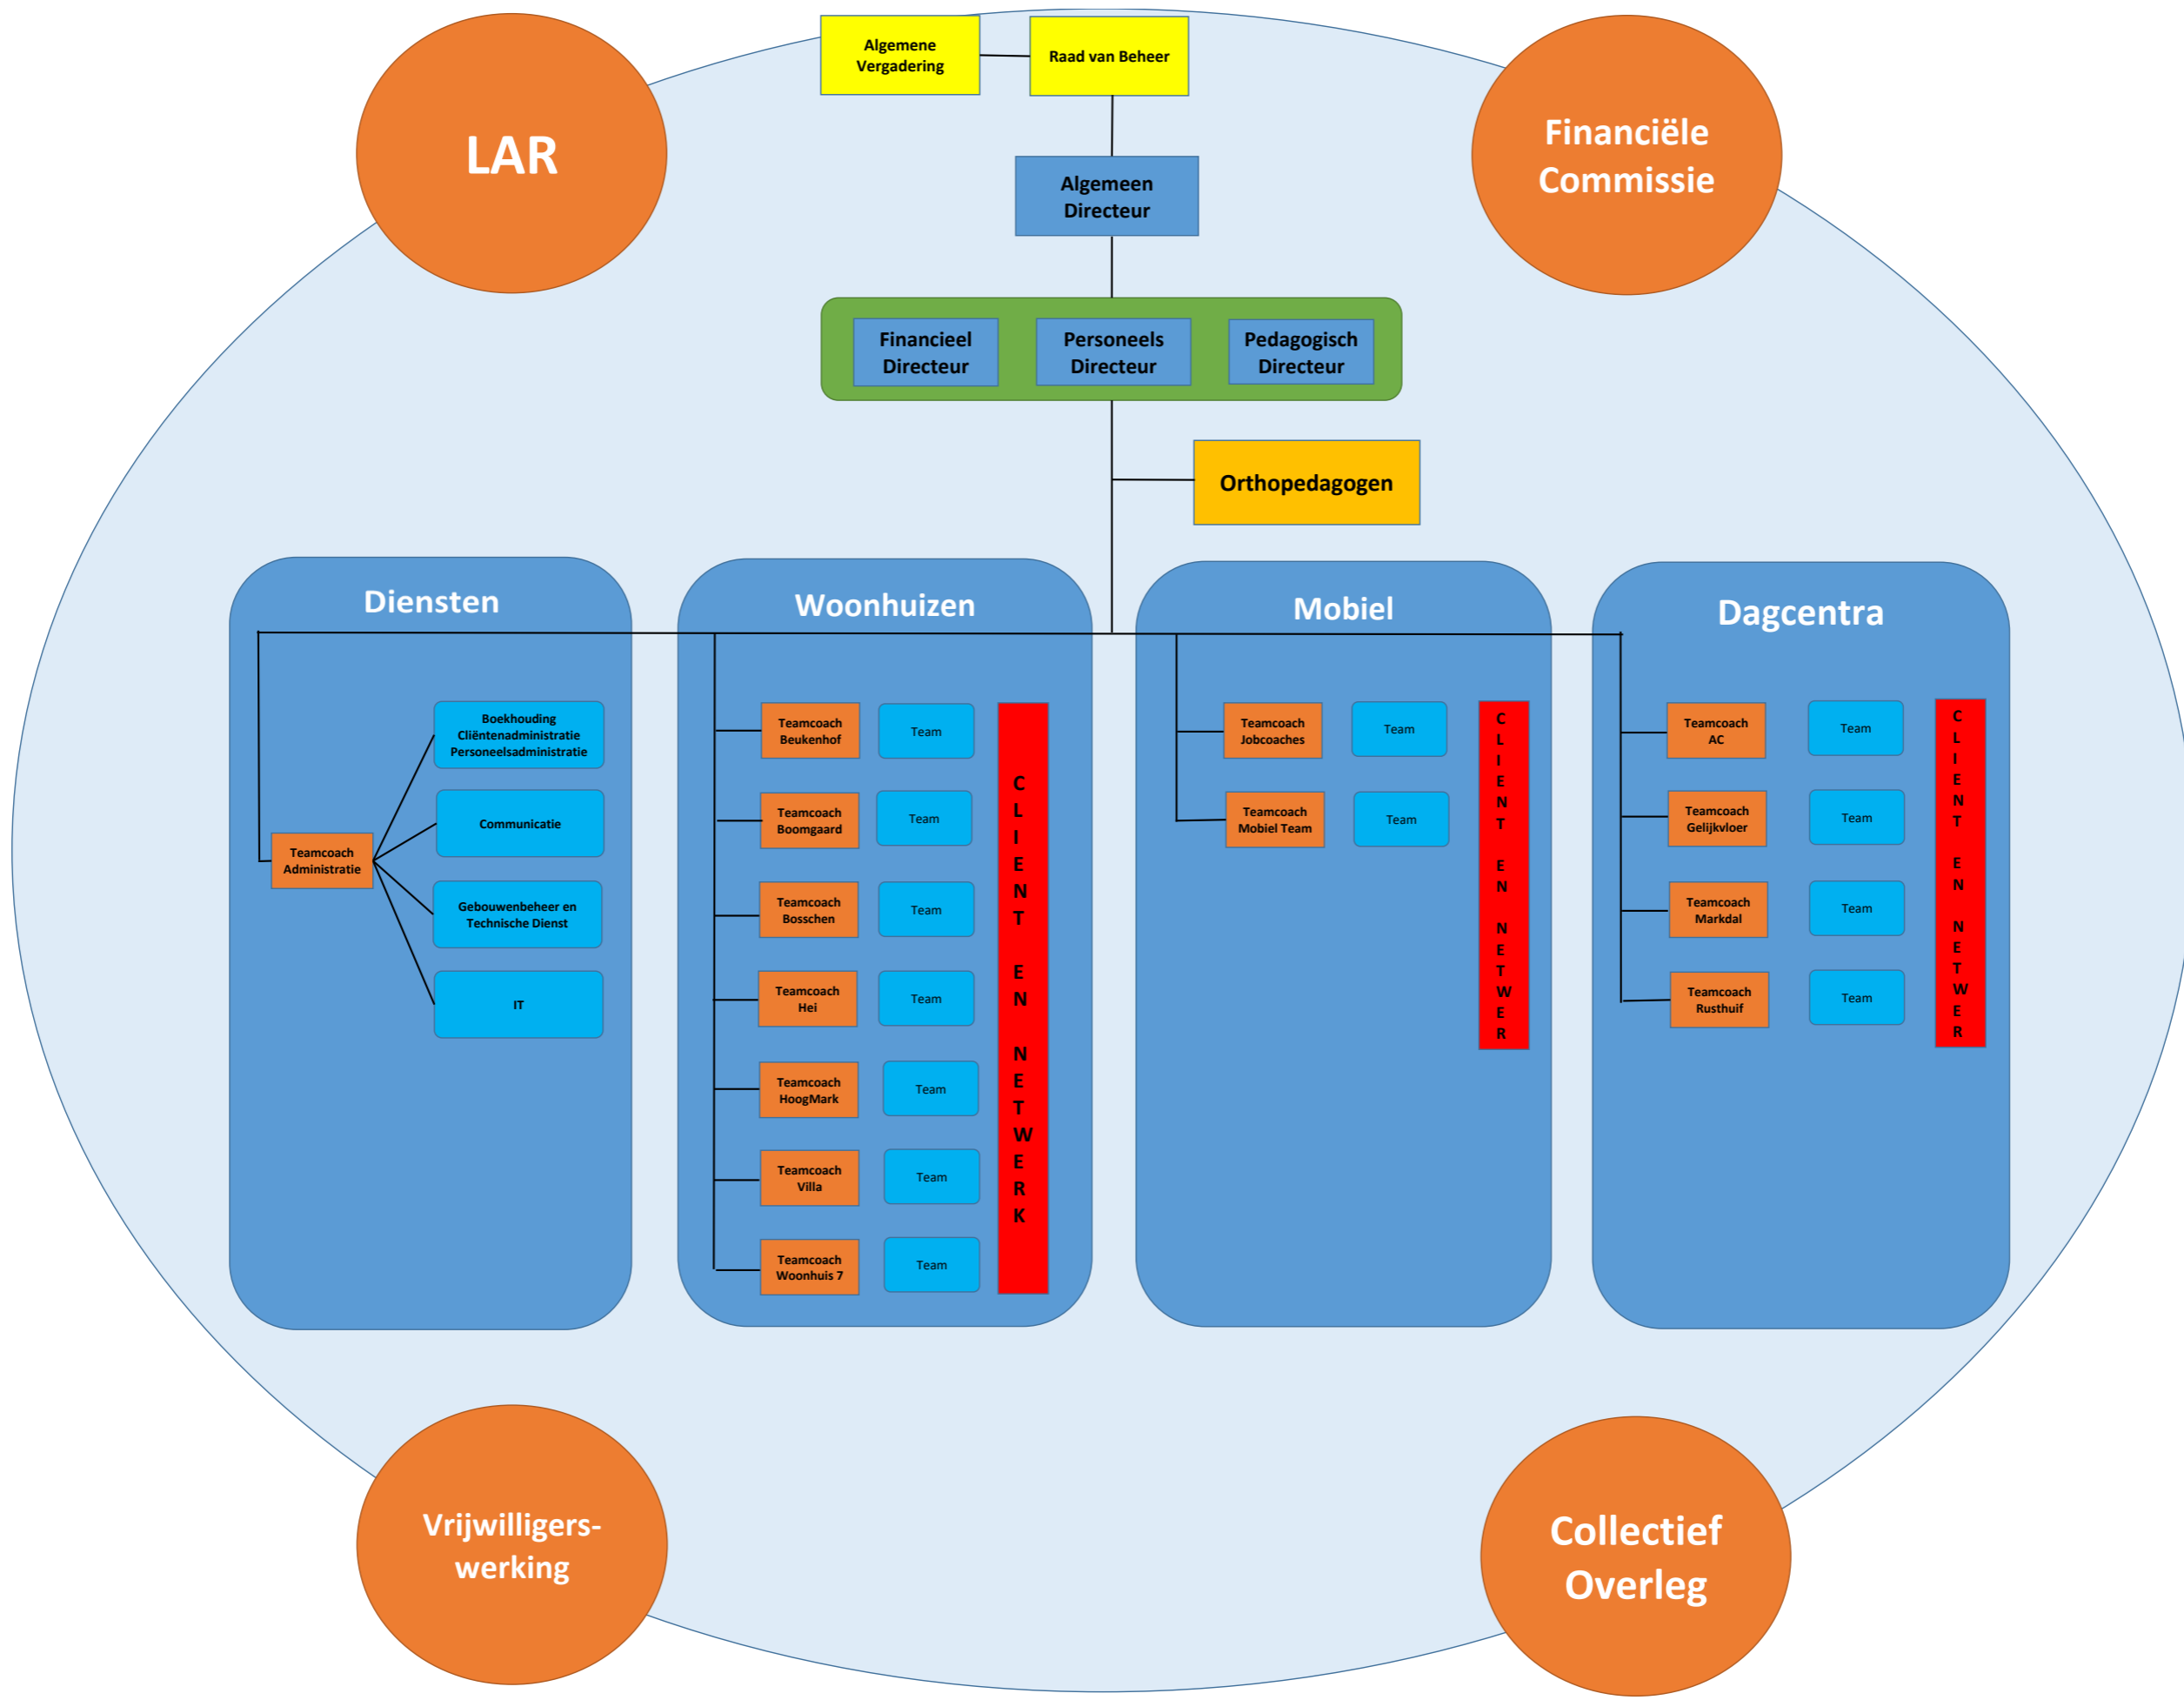 Algemene
Vergadering
Raad van Beheer
LAR
Financiële
Commissie
Algemeen
Directeur
Financieel
Directeur
Personeels
Directeur
Pedagogisch
Directeur
Orthopedagogen
Diensten
Boekhouding
Cliëntenadministratie
Personeelsadministratie
Communicatie
Teamcoach
Administratie
Gebouwenbeheer en
Technische Dienst
IT
Woonhuizen
Teamcoach
Beukenhof
Team
Teamcoach
Boomgaard
Team
Teamcoach
Bosschen
Team
Teamcoach
Hei
Team
Teamcoach
HoogMark
Team
Teamcoach
Villa
Team
Teamcoach
Woonhuis 7
Team
CLIENT EN NETWERK
Mobiel
Teamcoach
Jobcoaches
Team
Teamcoach
Mobiel Team
Team
CLIENT EN NETWER
Dagcentra
Teamcoach
AC
Team
Teamcoach
Gelijkvloer
Team
Teamcoach
Markdal
Team
Teamcoach
Rusthuif
Team
CLIENT EN NETWER
Vrijwilligers-
werking
Collectief
Overleg